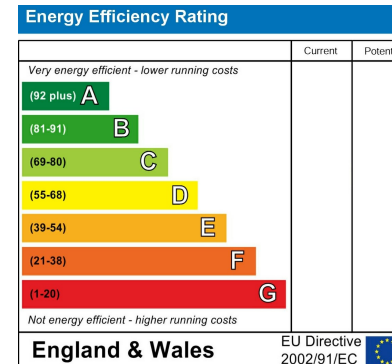 Energy Efficiency Rating
Current Potent
Very energy efficient - lower running costs
(92 plus) A
(81-91) B
(69-80) C
(55-68) D
(39-54) E
(21-38) F
(1-20) G
Not energy efficient - higher running costs
England & Wales
EU Directive
2002/91/EC